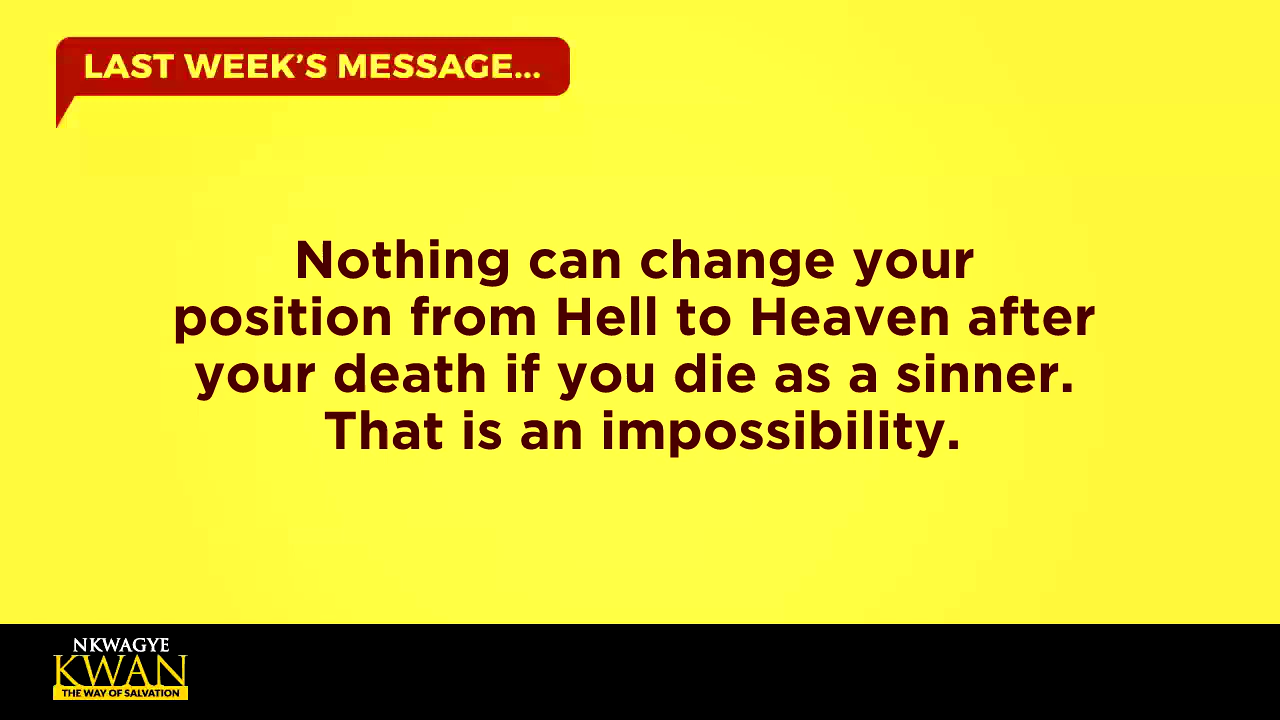 LAST WEEK'S MESSAGE...
Nothing can change your
position from Hell to Heaven after
your death if you die as a sinner.
That is an impossibility.
NKWAGYE
KWAN
THE WAY OF SALVATION